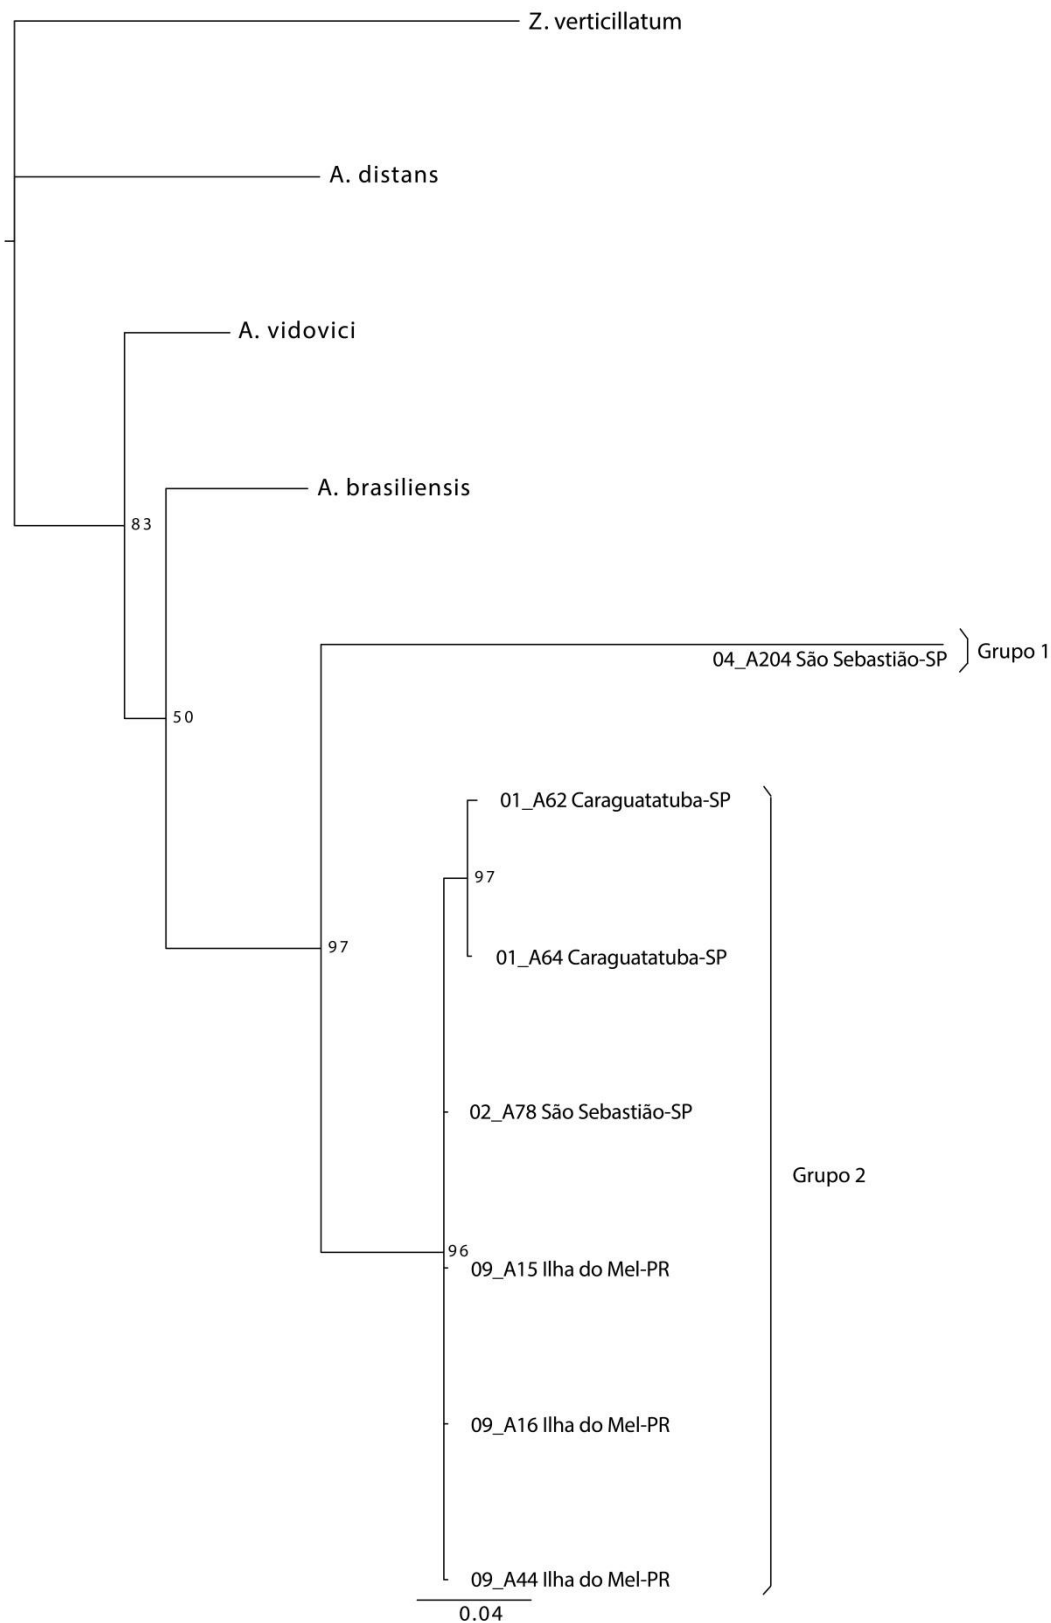 Z. verticillatum
A. distans
A. vidovici
A. brasiliensis
83
04_A204 São Sebastião-SP
Grupo 1
50
01_A62 Caraguatatuba-SP
97
97
01_A64 Caraguatatuba-SP
02_A78 São Sebastião-SP
Grupo 2
96
09_A15 Ilha do Mel-PR
09_A16 Ilha do Mel-PR
09_A44 Ilha do Mel-PR
0.04